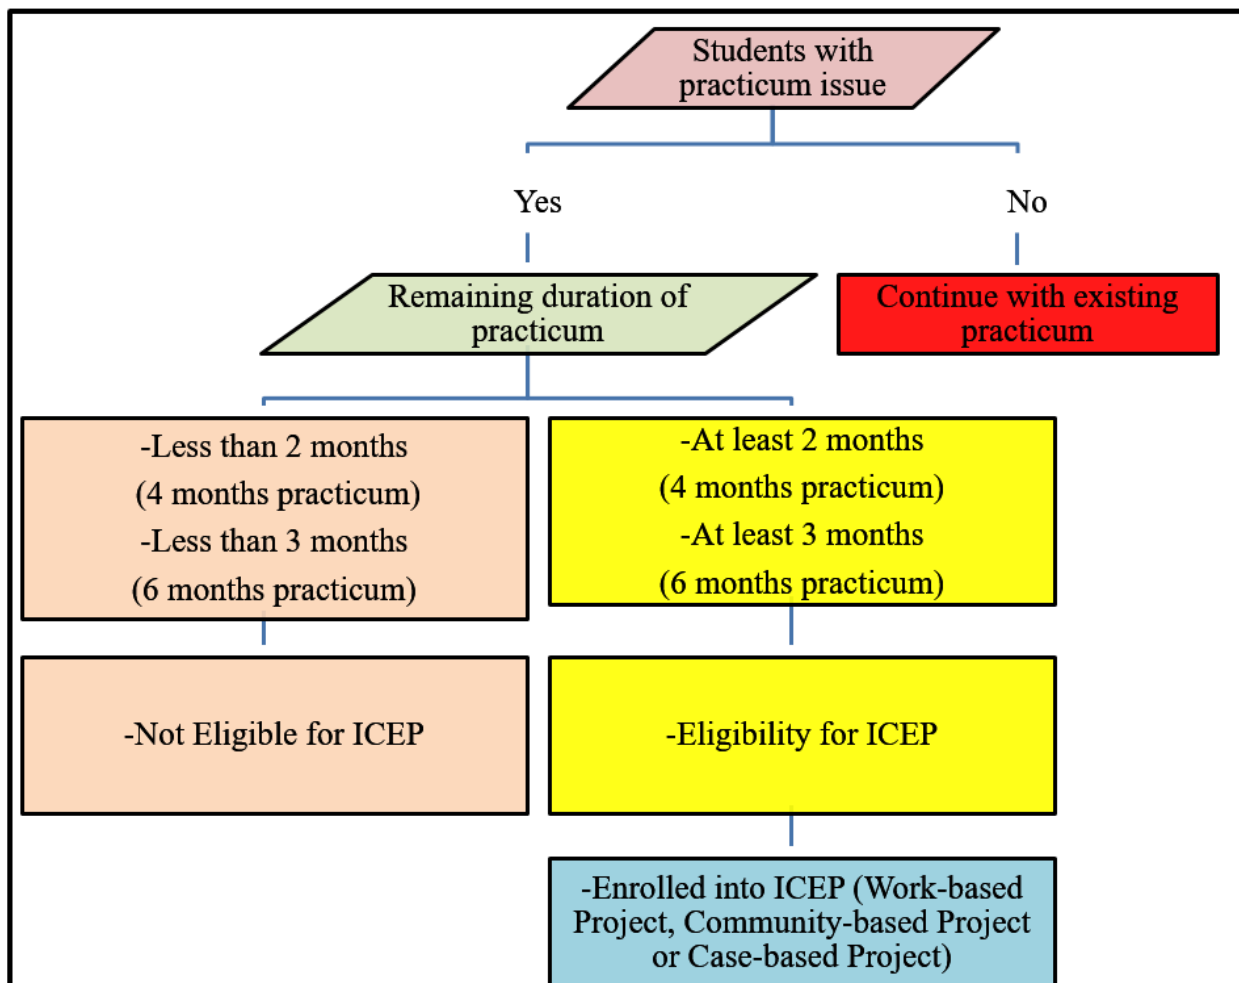 Students with
practicum issue
Yes
No
Remaining duration of
practicum
Continue with existing
practicum
-Less than 2 months
(4 months practicum)
-Less than 3 months
(6 months practicum)
-At least 2 months
(4 months practicum)
-At least 3 months
(6 months practicum)
-Not Eligible for ICEP
-Eligibility for ICEP
-Enrolled into ICEP (Work-based
Project, Community-based Project
or Case-based Project)